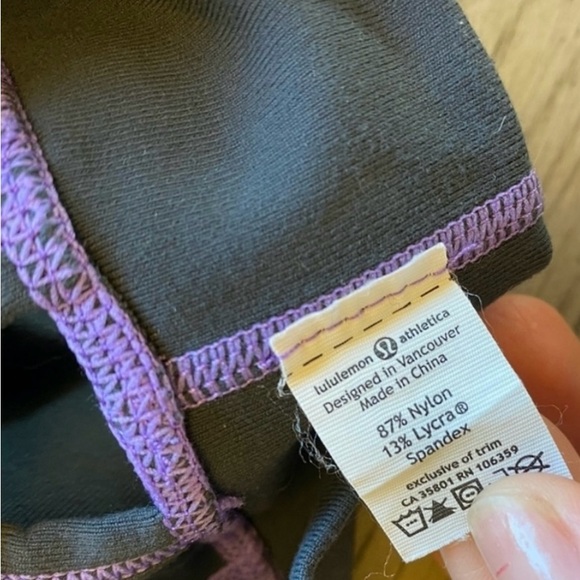 lululemon athletica
Designed in Vancouver
Made in China
87% Nylon
13% Lycra®
Spandex
exclusive of trim
CA 35801 RN 106359